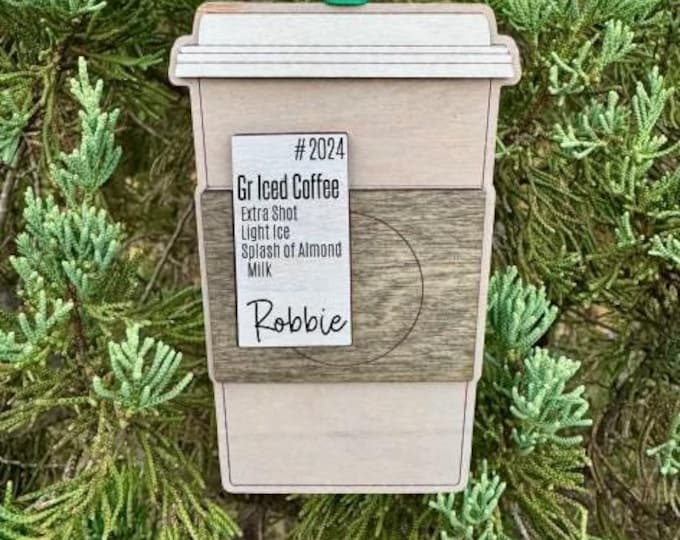 #2024
Gr Iced Coffee
Extra Shot
Light Ice
Splash of Almond
Milk
Robbie